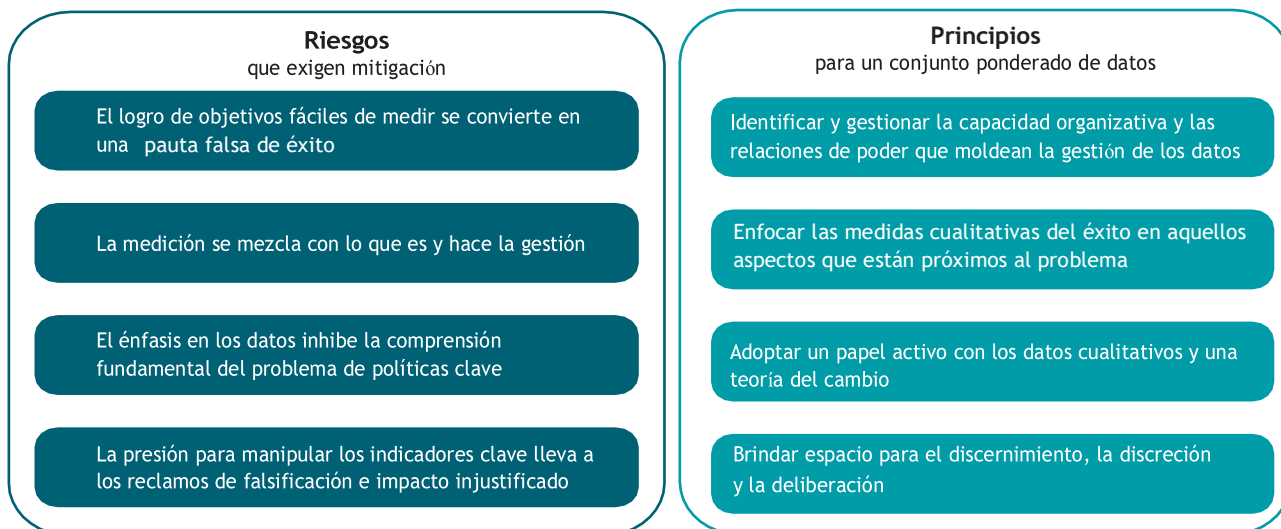 Riesgos
que exigen mitigación
El logro de objetivos fáciles de medir se convierte en
una pauta falsa de éxito
La medición se mezcla con lo que es y hace la gestión
El énfasis en los datos inhibe la comprensión
fundamental del problema de políticas clave
La presión para manipular los indicadores clave lleva a
los reclamos de falsificación e impacto injustificado
Principios
para un conjunto ponderado de datos
Identificar y gestionar la capacidad organizativa y las
relaciones de poder que moldean la gestión de los datos
Enfocar las medidas cualitativas del éxito en aquellos
aspectos que están próximos al problema
Adoptar un papel activo con los datos cualitativos y una
teoría del cambio
Brindar espacio para el discernimiento, la discreción
y la deliberación